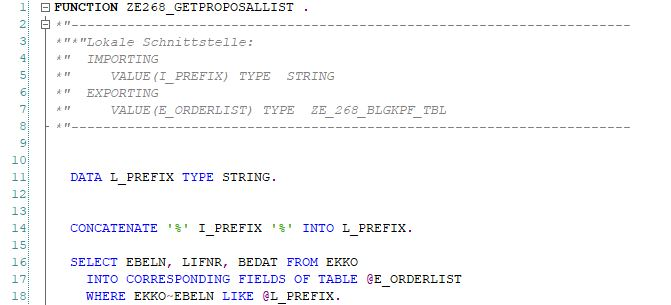 1 FUNCTION ZE268_GETPROPOSALLIST .
2 *"----------------------------------------------------------------------
3 *"*"Lokale Schnittstelle:
4 *"  IMPORTING
5 *"     VALUE(I_PREFIX) TYPE  STRING
6 *"  EXPORTING
7 *"     VALUE(E_ORDERLIST) TYPE  ZE_268_BLGKPF_TBL
8 *"----------------------------------------------------------------------
9
10
11   DATA L_PREFIX TYPE STRING.
12
13
14   CONCATENATE '%' I_PREFIX '%' INTO L_PREFIX.
15
16   SELECT EBELN, LIFNR, BEDAT FROM EKKO
17     INTO CORRESPONDING FIELDS OF TABLE @E_ORDERLIST
18     WHERE EKKO~EBELN LIKE @L_PREFIX.